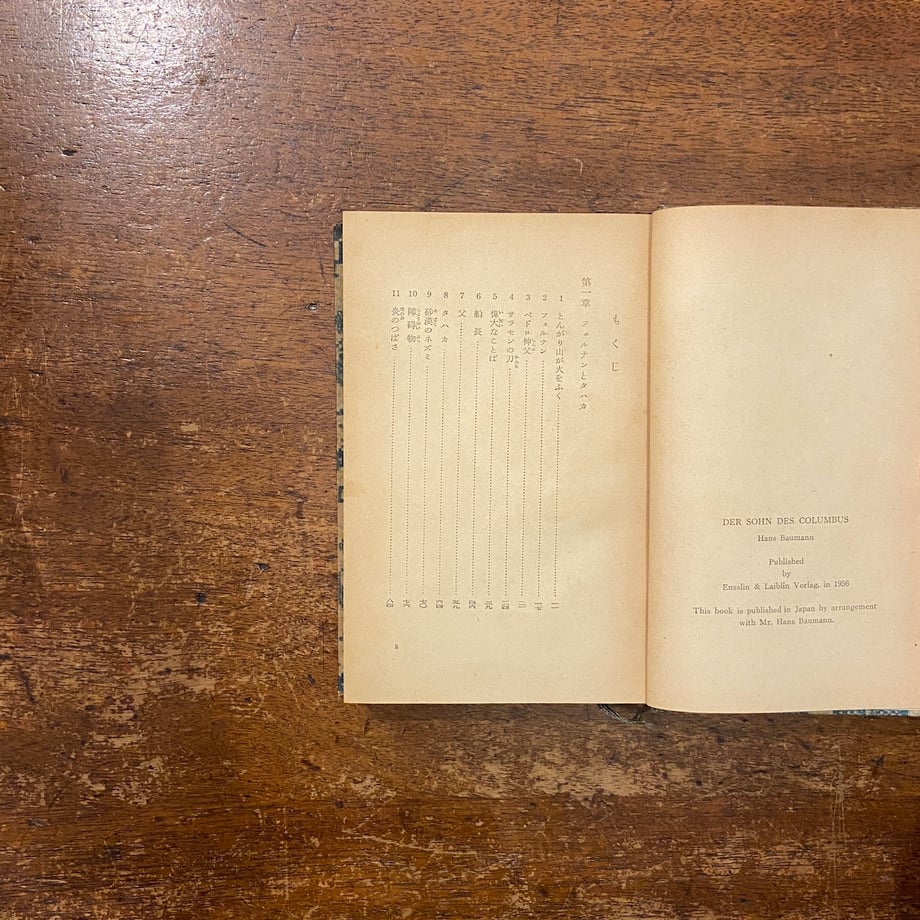 DER SOHN DES COLUMBUS
Hans Baumann
Published
by
Ensslin & Laiblin Verlag, in 1956
This book is published in Japan by arrangement
with Mr. Hans Baumann.
もくじ
第一章 フェルナンとタハカ
1 とんがり山が火をふく
2 フェルナン
3 ペドロ神父
4 サラセンの刀
5 偉大なことば
6 船長
7 父
8 タハカ
9 砂漠のネズミ
10 障碍物
11 炎のつばさ
3